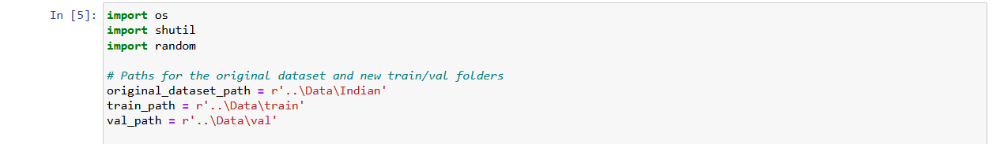 In [5]: import os
import shutil
import random
# Paths for the original dataset and new train/val folders
original_dataset_path = r'..\Data\Indian'
train_path = r'..\Data\train'
val_path = r'..\Data\val'